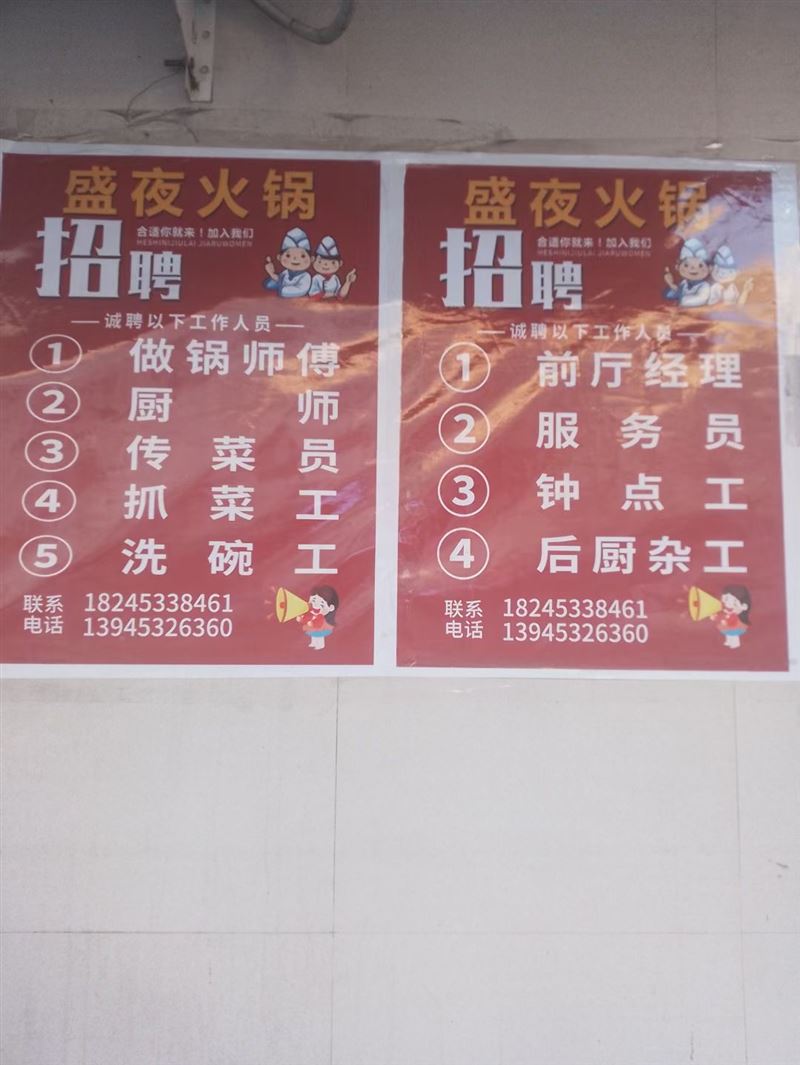 盛夜火锅
招聘
合适你就来！加入我们
HESHINIJIULAI JIARUWOMEN
诚聘以下工作人员
1 做锅师傅
2 厨师
3 传菜员
4 抓菜工
5 洗碗工
联系电话
18245338461
13945326360
盛夜火锅
招聘
合适你就来！加入我们
HESHINIJIULAI JIARUWOMEN
诚聘以下工作人员
1 前厅经理
2 服务员
3 钟点工
4 后厨杂工
联系电话
18245338461
13945326360